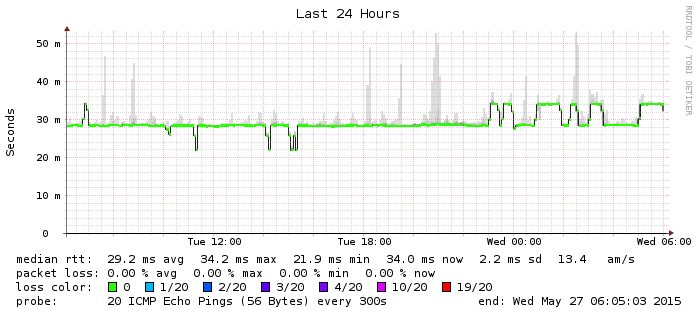 Last 24 Hours
RRDTOOL / TOBI OETIKER
Seconds
50 m
40 m
30 m
20 m
10 m
0
Tue 12:00 Tue 18:00 Wed 00:00 Wed 06:00
median rtt: 29.2 ms avg 34.2 ms max 21.9 ms min 34.0 ms now 2.2 ms sd 13.4 am/s
packet loss: 0.00 % avg 0.00 % max 0.00 % min 0.00 % now
loss color: 0 1/20 2/20 3/20 4/20 10/20 19/20
probe: 20 ICMP Echo Pings (56 Bytes) every 300s end: Wed May 27 06:05:03 2015